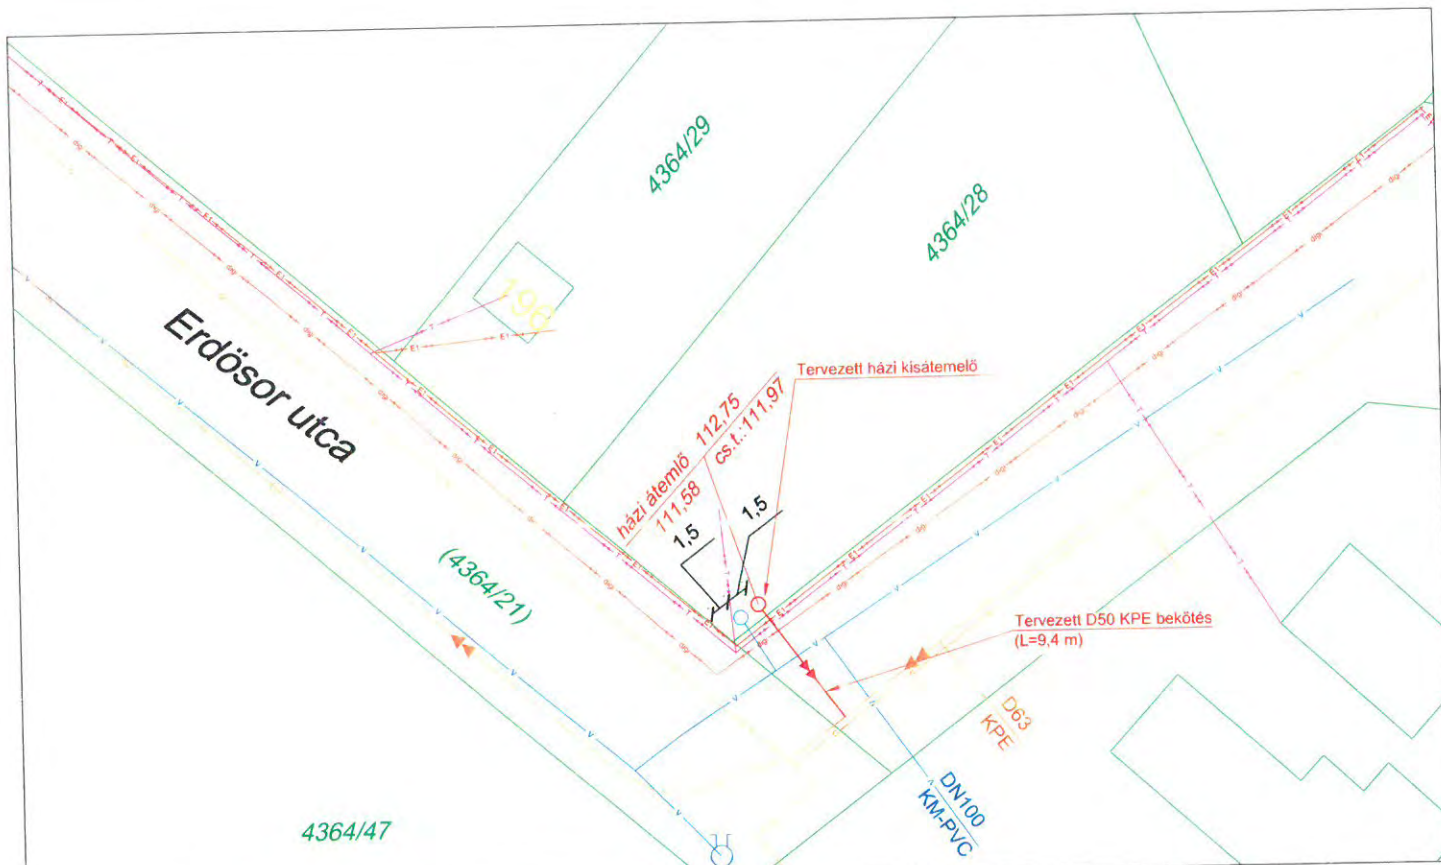 4364/29
4364/28
196
Erdősor utca
Tervezett házi kisátemelő
házi átemlő 112,75
111,58 cs.t.:111,97
1,5
1,5
(4364/21)
Tervezett D50 KPE bekötés
(L=9,4 m)
D63
KPE
DN100
KM-PVC
4364/47